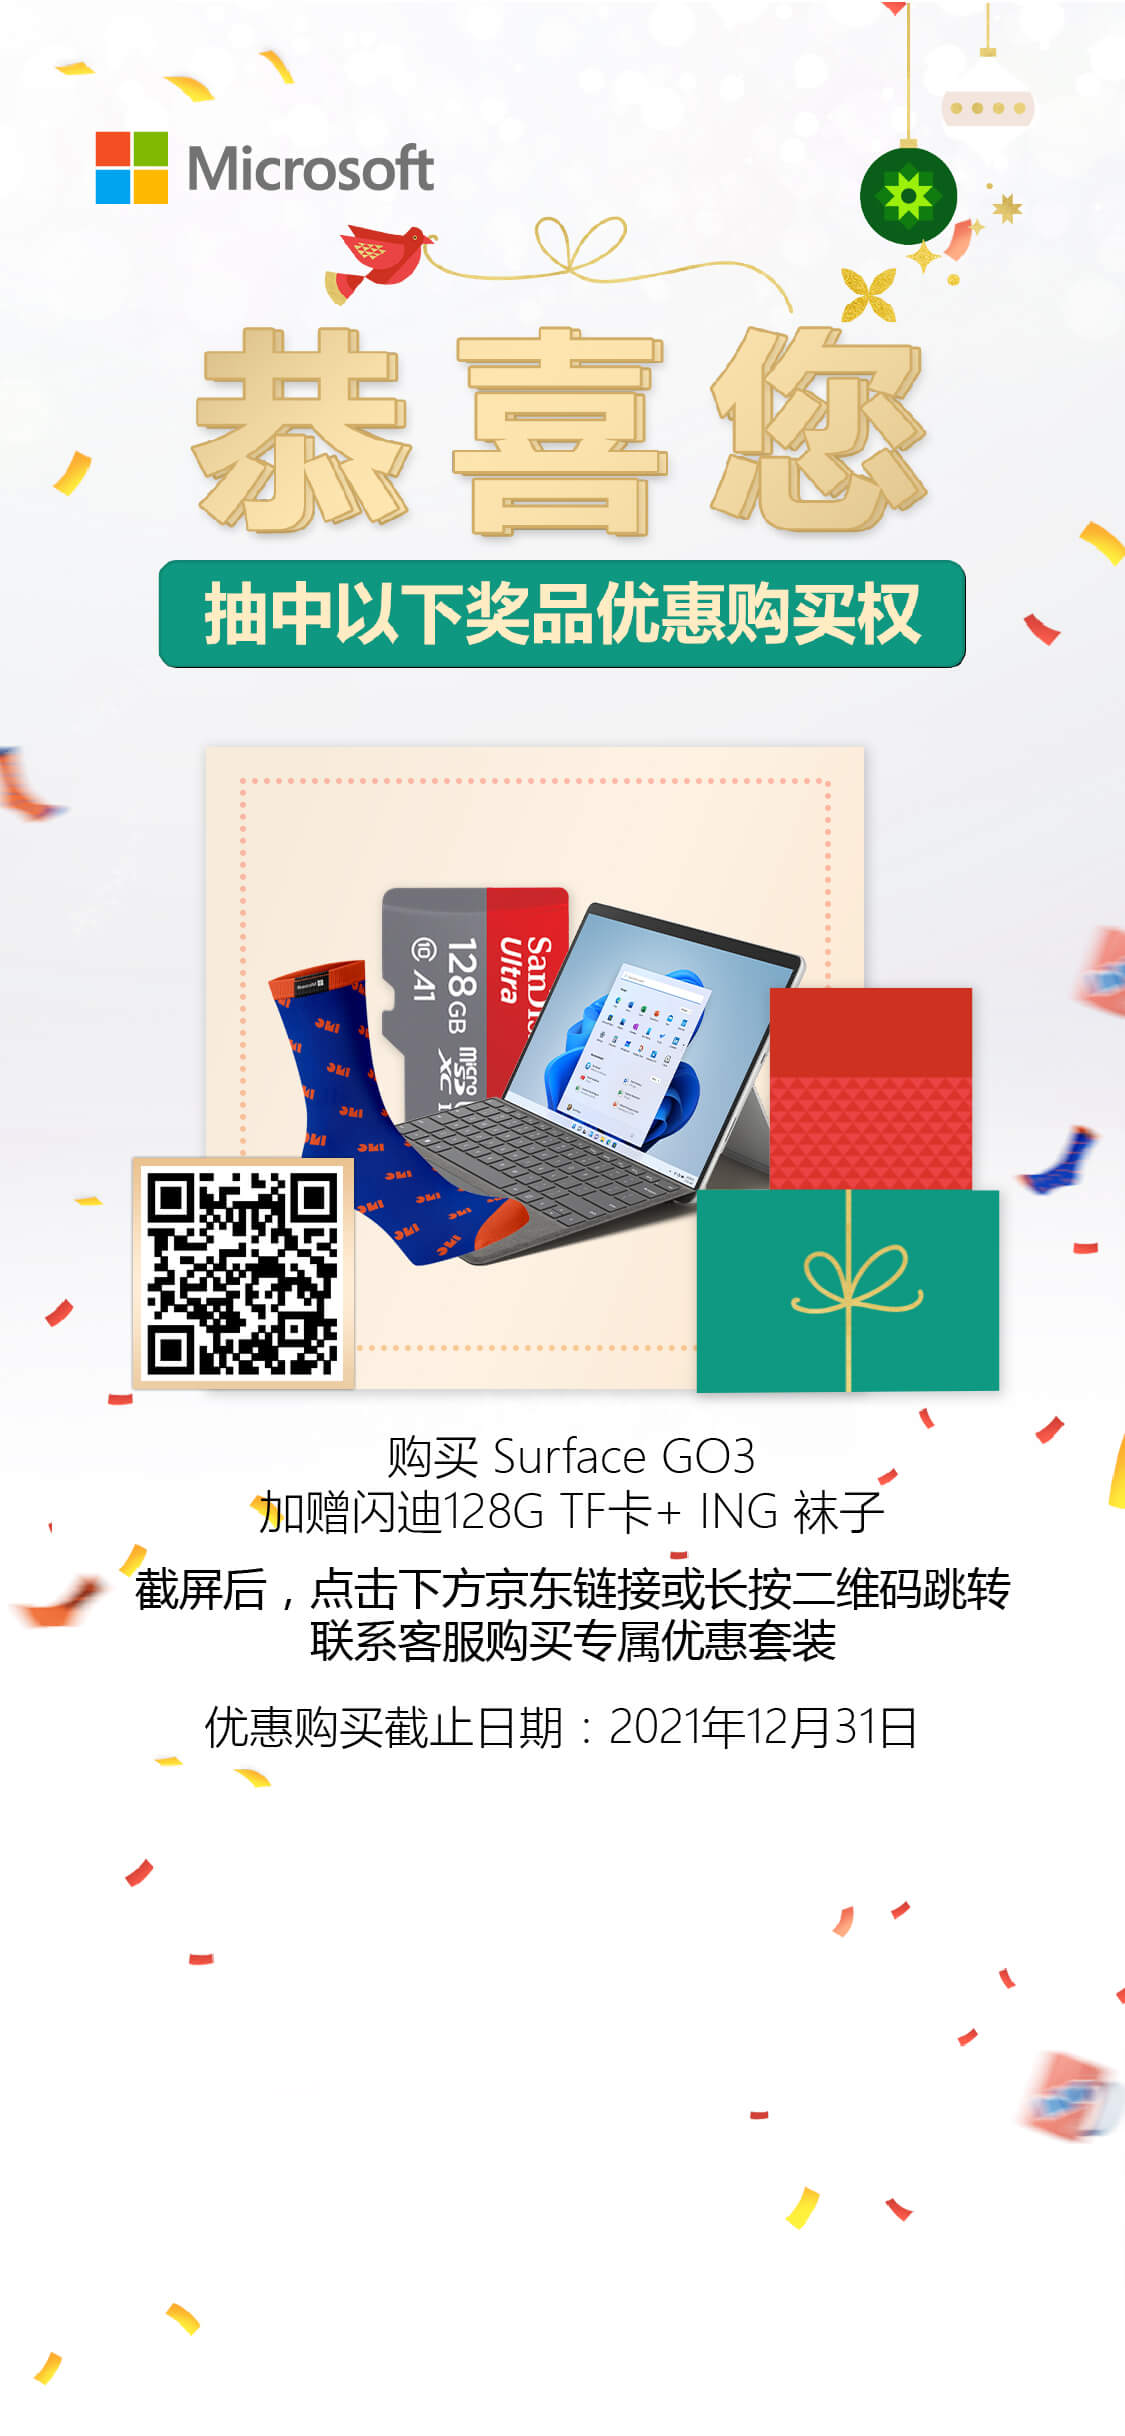 Microsoft
恭喜您
抽中以下奖品优惠购买权
SanDi
Ultra
128GB
A1
micro
SD
XC I
购买 Surface GO3
加赠闪迪128G TF卡+ ING 袜子
截屏后，点击下方京东链接或长按二维码跳转
联系客服购买专属优惠套装
优惠购买截止日期：2021年12月31日